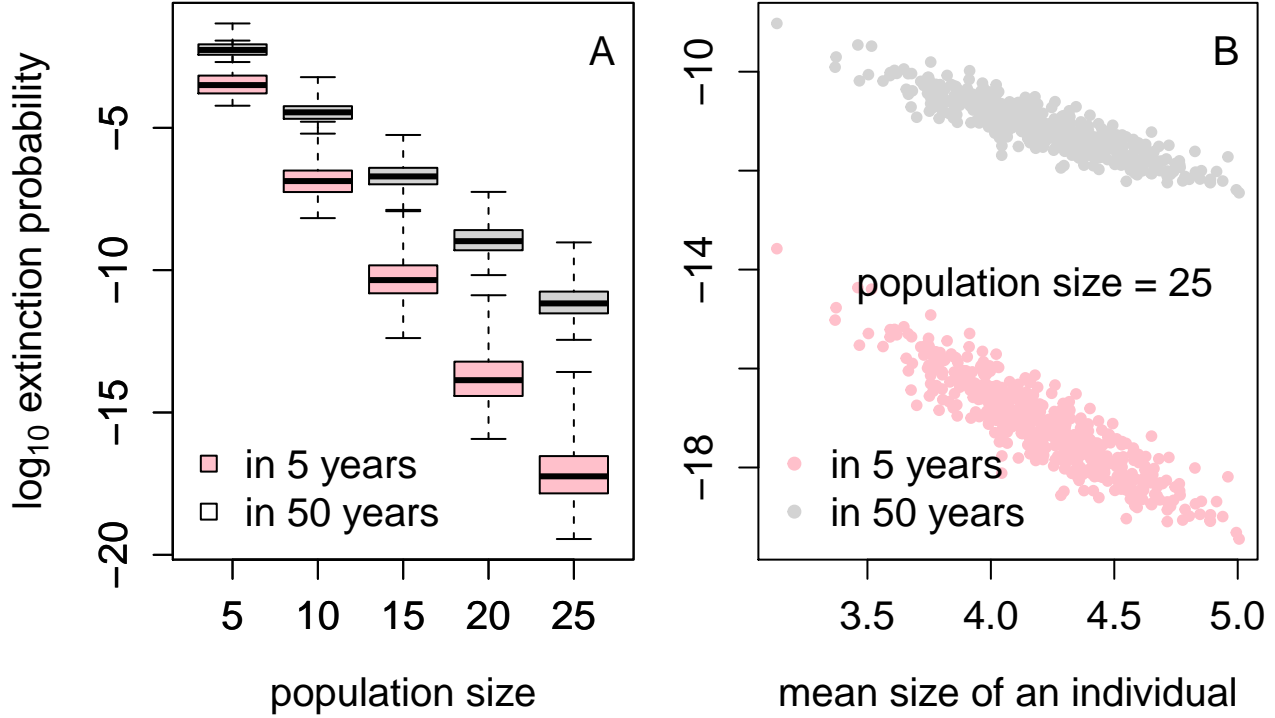 A
log₁₀ extinction probability
−5
−10
−15
−20
in 5 years
in 50 years
5 10 15 20 25
population size
B
−10
−14
−18
population size = 25
in 5 years
in 50 years
3.5 4.0 4.5 5.0
mean size of an individual